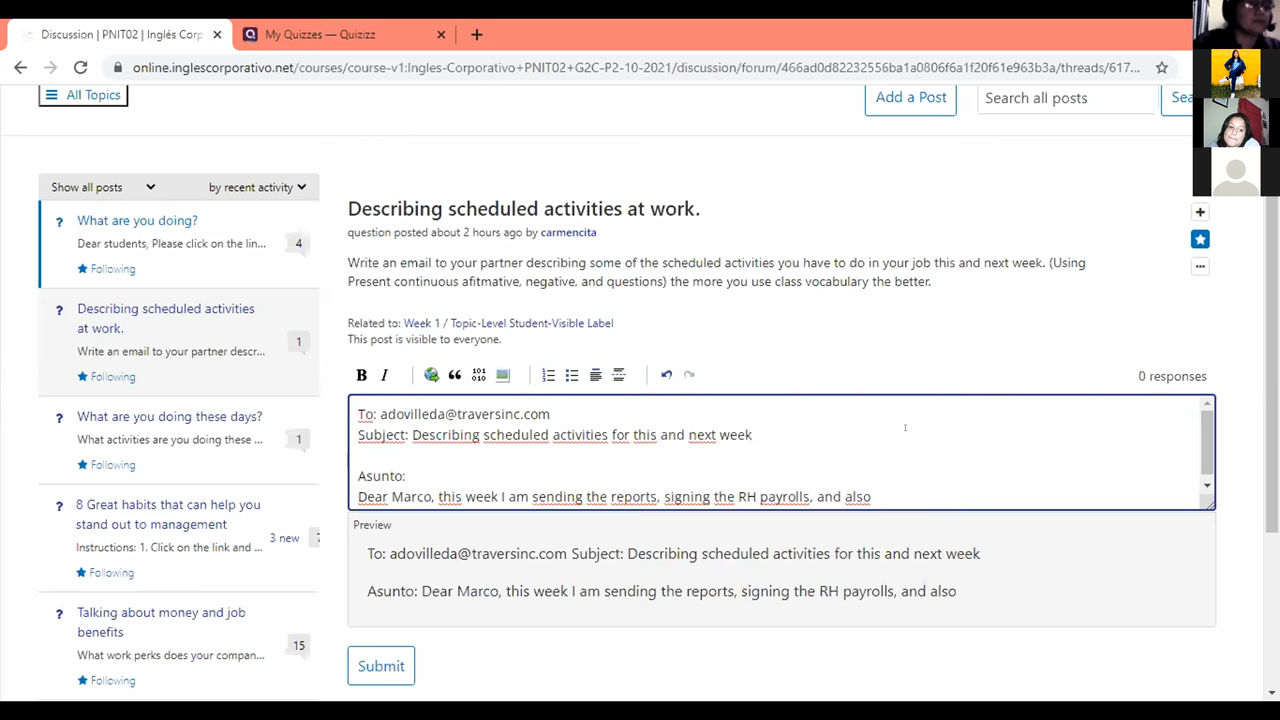 Discussion | PNIT02 | Inglés Corp
My Quizzes — Quizizz
online.inglescorporativo.net/courses/course-v1:Ingles-Corporativo+PNIT02+G2C-P2-10-2021/discussion/forum/466ad0d82232556ba1a0806f6a1f20f61e963b3a/threads/617...
All Topics
Add a Post
Search all posts
Sea
Show all posts
by recent activity
What are you doing?
Dear students, Please click on the lin...
4
Following
Describing scheduled activities
at work.
Write an email to your partner descr...
1
Following
What are you doing these days?
What activities are you doing these ...
1
Following
8 Great habits that can help you
stand out to management
Instructions: 1. Click on the link and ...
3 new
7
Following
Talking about money and job
benefits
What work perks does your compan...
15
Following
Describing scheduled activities at work.
question posted about 2 hours ago by carmencita
Write an email to your partner describing some of the scheduled activities you have to do in your job this and next week. (Using
Present continuous afitmative, negative, and questions) the more you use class vocabulary the better.
Related to: Week 1 / Topic-Level Student-Visible Label
This post is visible to everyone.
B I
101
010
0 responses
To: adovilleda@traversinc.com
Subject: Describing scheduled activities for this and next week
Asunto:
Dear Marco, this week I am sending the reports, signing the RH payrolls, and also
Preview
To: adovilleda@traversinc.com Subject: Describing scheduled activities for this and next week
Asunto: Dear Marco, this week I am sending the reports, signing the RH payrolls, and also
Submit